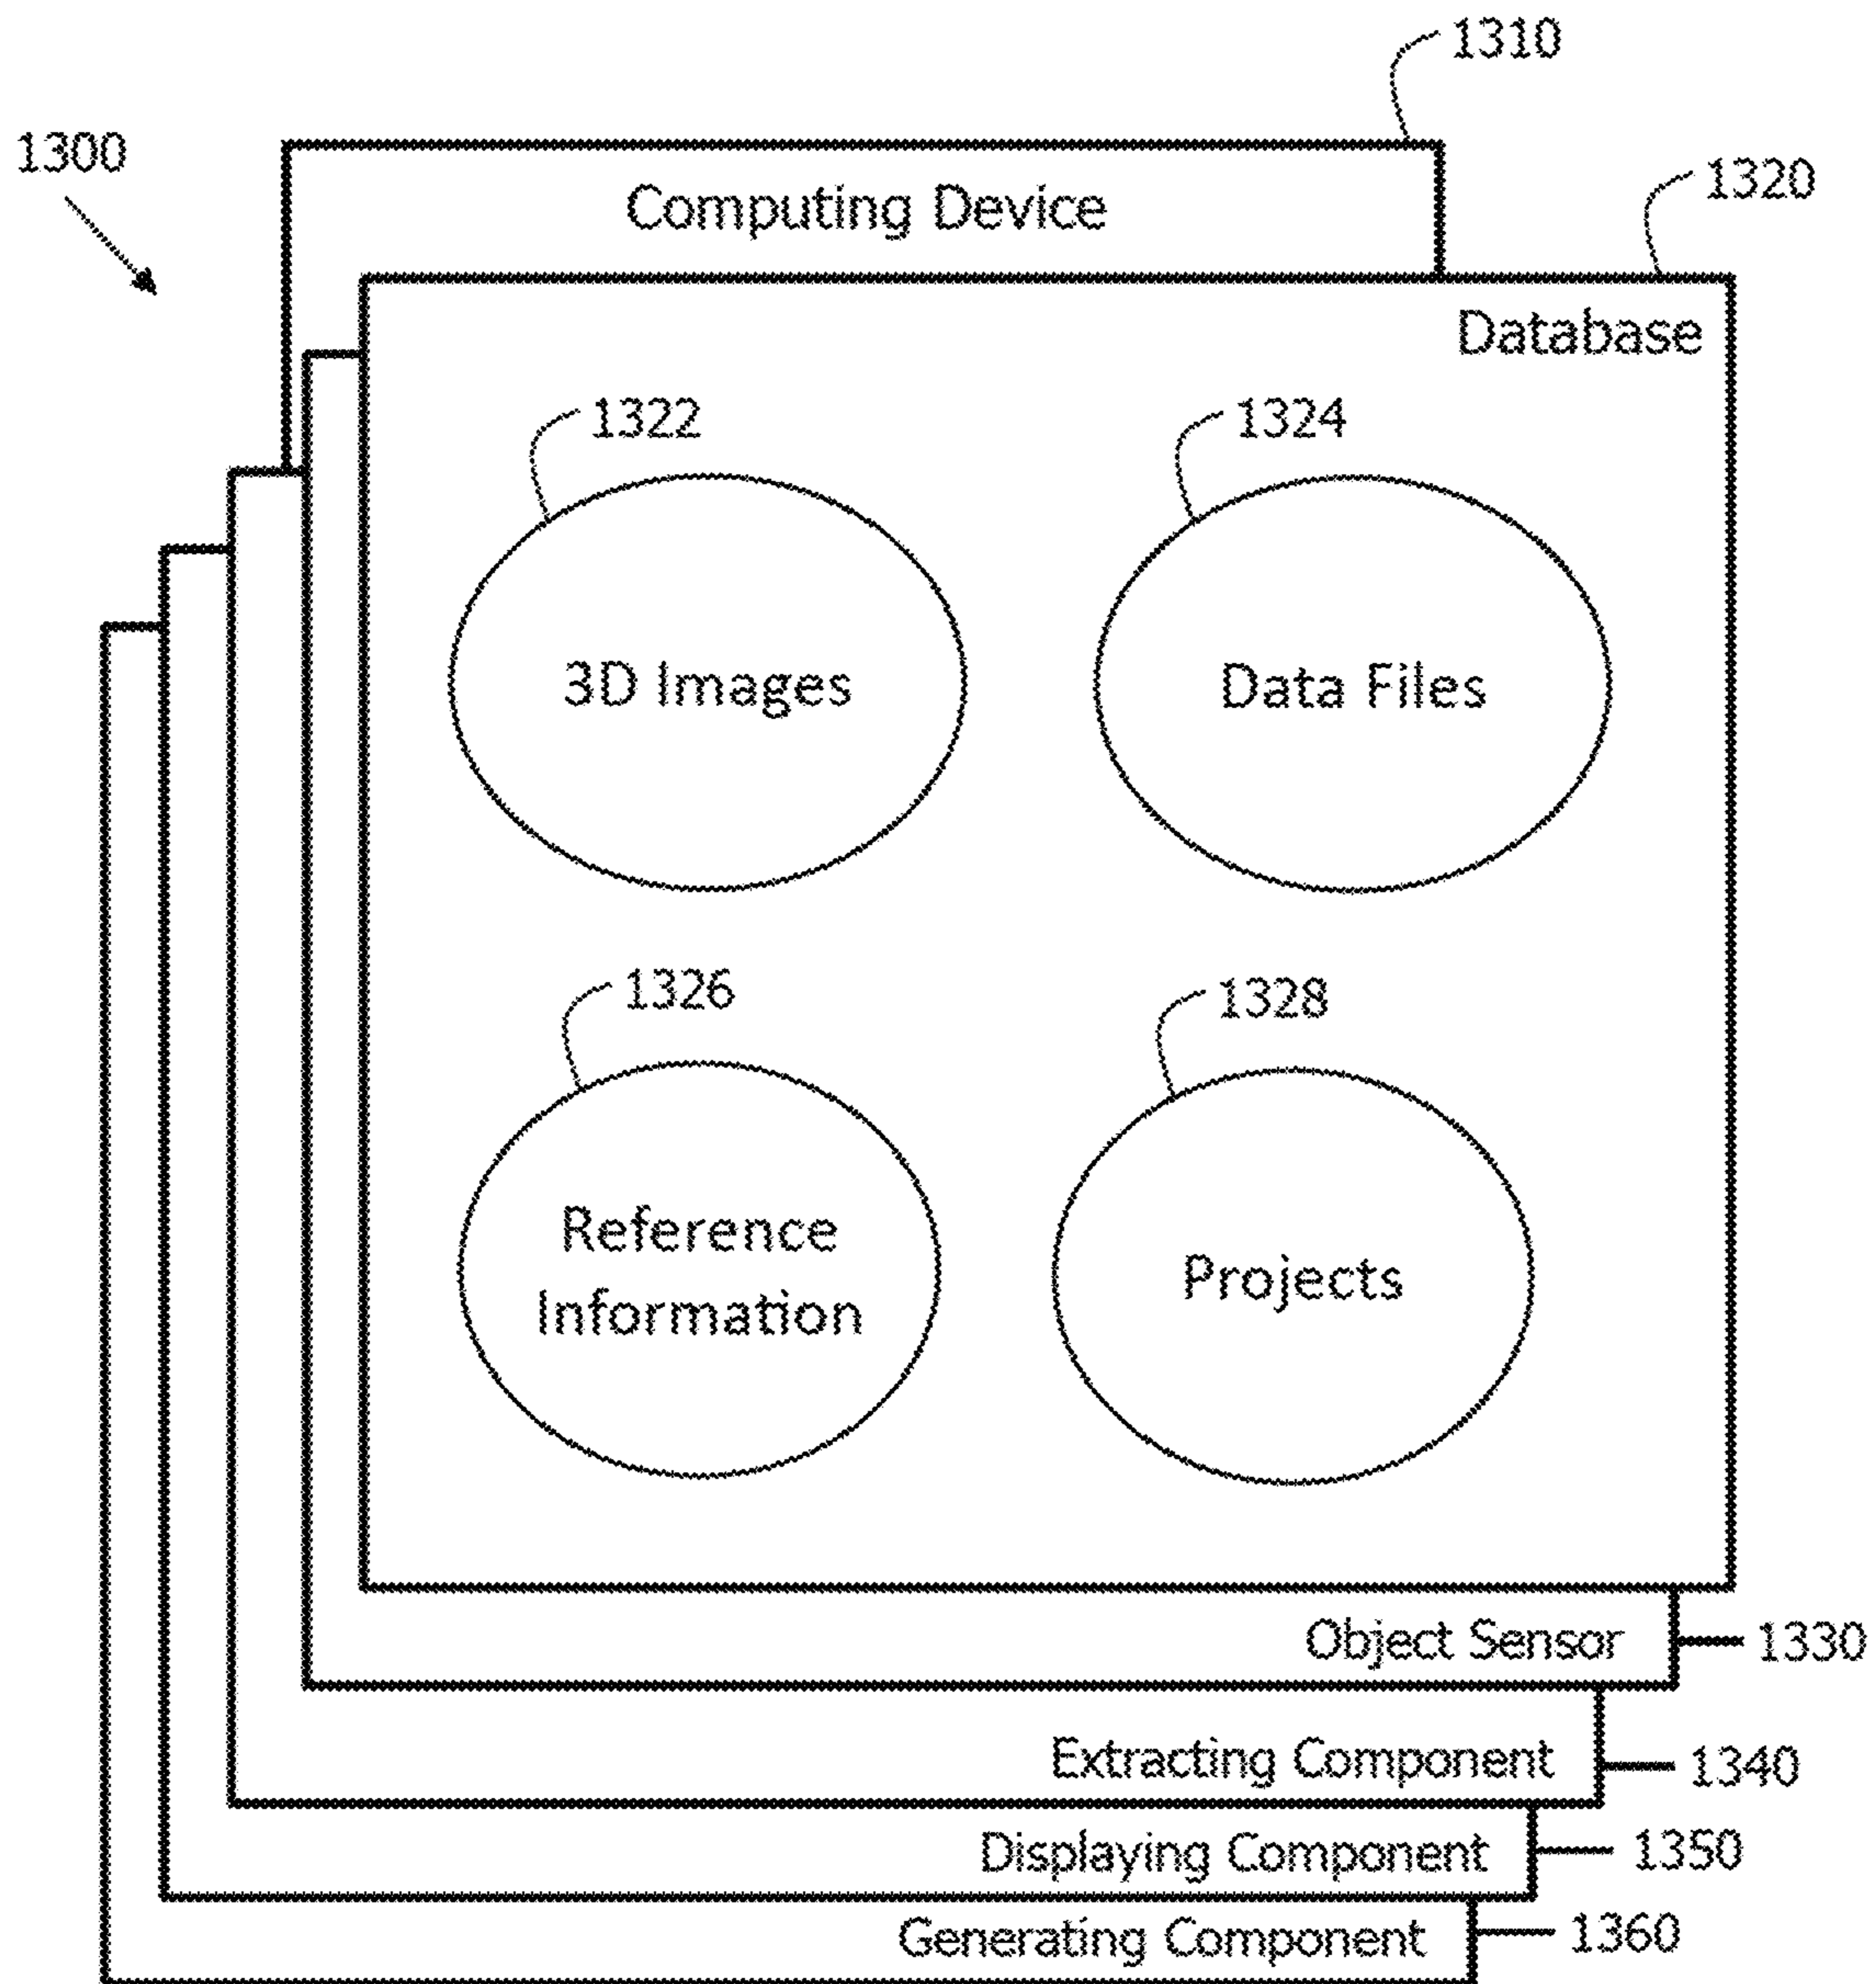 1310
1300
1320
Computing Device
Database
1322
1324
3D Images
Data Files
1326
1328
Reference
Information
Projects
Object Sensor
1330
Extracting Component
1340
Displaying Component
1350
Generating Component
1360